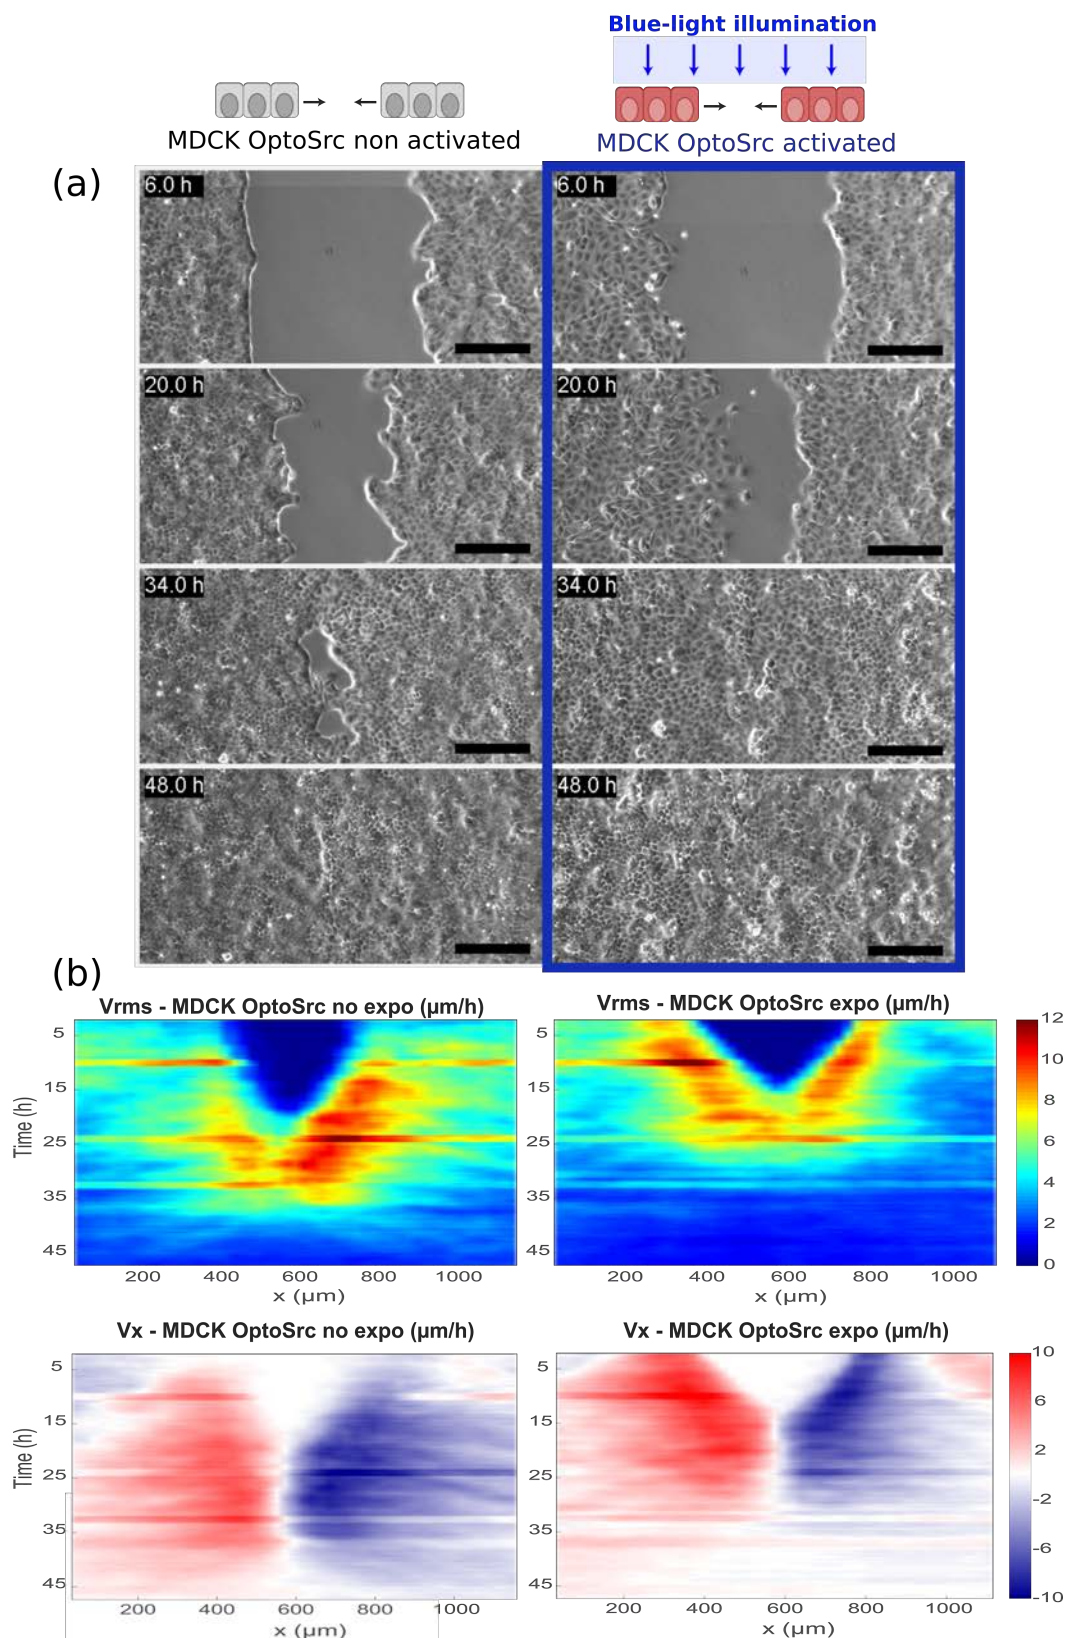 Blue-light illumination
MDCK OptoSrc non activated
MDCK OptoSrc activated
(a)
6.0 h
6.0 h
20.0 h
20.0 h
34.0 h
34.0 h
48.0 h
48.0 h
(b)
Vrms - MDCK OptoSrc no expo (µm/h)
Vrms - MDCK OptoSrc expo (µm/h)
Time (h)
5
15
25
35
45
200 400 600 800 1000
x (µm)
5
15
25
35
45
200 400 600 800 1000
x (µm)
12
10
8
6
4
2
0
Vx - MDCK OptoSrc no expo (µm/h)
Vx - MDCK OptoSrc expo (µm/h)
Time (h)
5
15
25
35
45
200 400 600 800 1000
x (µm)
5
15
25
35
45
200 400 600 800 1000
x (µm)
10
6
2
-2
-6
-10